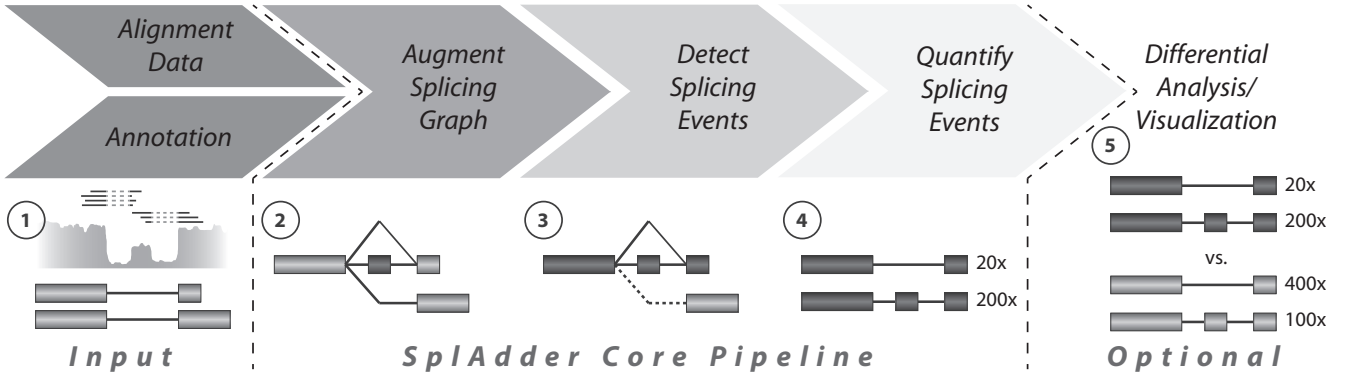 Alignment
Data
Annotation
Augment
Splicing
Graph
Detect
Splicing
Events
Quantify
Splicing
Events
Differential
Analysis/
Visualization
1
2
3
4
20x
200x
5
20x
200x
vs.
400x
100x
Input
SplAdder Core Pipeline
Optional